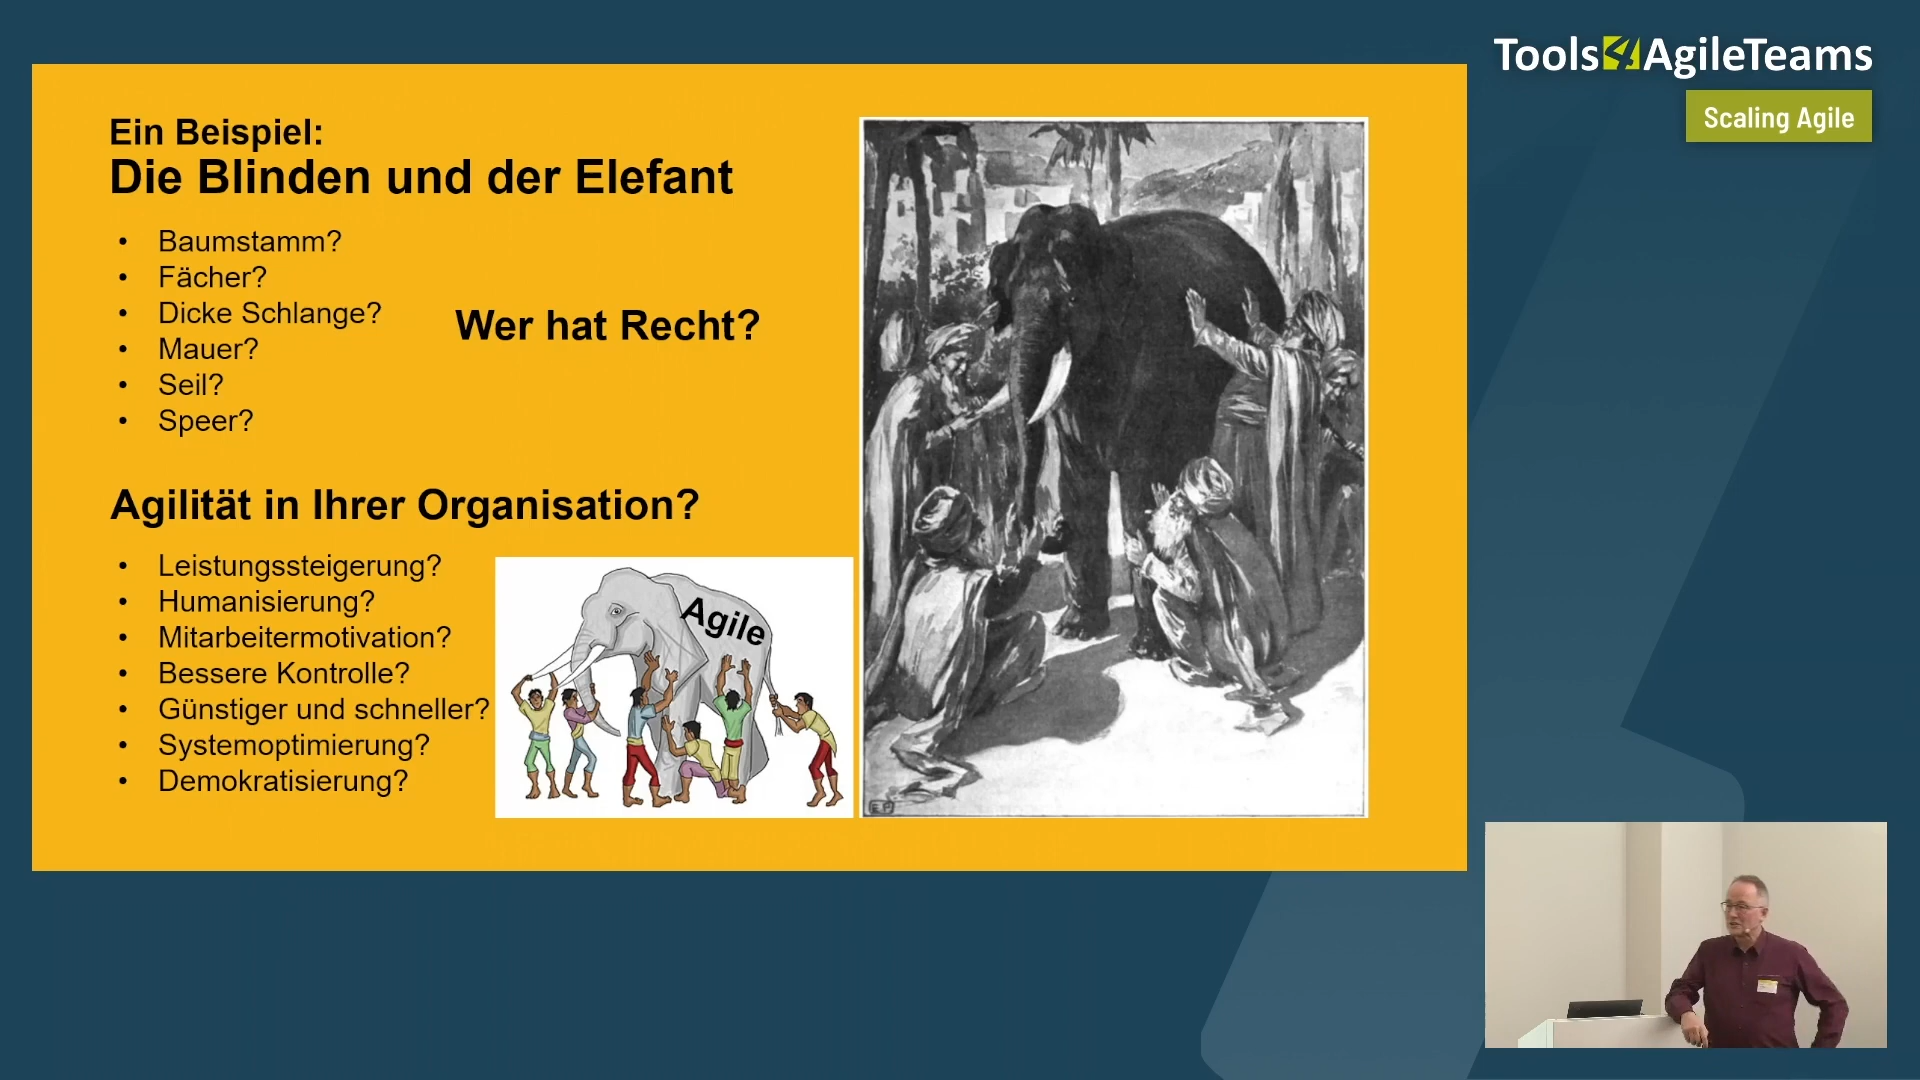 Tools4AgileTeams
Scaling Agile
Ein Beispiel:
Die Blinden und der Elefant
• Baumstamm?
• Fächer?
• Dicke Schlange?
• Mauer?
• Seil?
• Speer?
Wer hat Recht?
Agilität in Ihrer Organisation?
• Leistungssteigerung?
• Humanisierung?
• Mitarbeitermotivation?
• Bessere Kontrolle?
• Günstiger und schneller?
• Systemoptimierung?
• Demokratisierung?
Agile